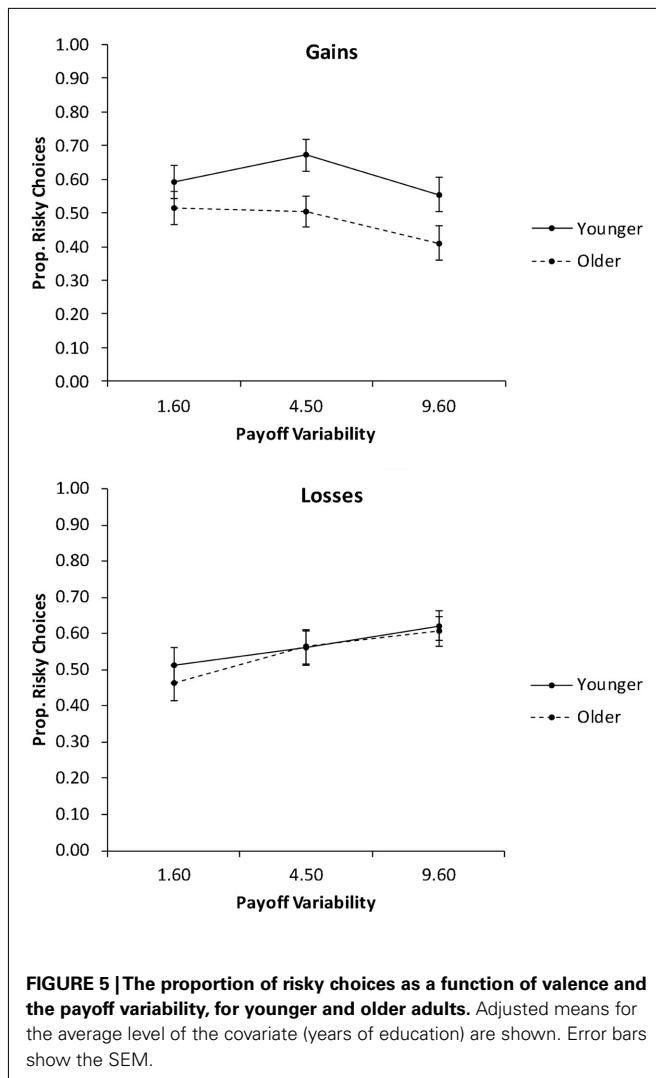 Gains
1.00
0.90
0.80
0.70
0.60
0.50
0.40
0.30
0.20
0.10
0.00
Prop. Risky Choices
1.60 4.50 9.60
Payoff Variability
Younger
Older
Losses
1.00
0.90
0.80
0.70
0.60
0.50
0.40
0.30
0.20
0.10
0.00
Prop. Risky Choices
1.60 4.50 9.60
Payoff Variability
Younger
Older
FIGURE 5 | The proportion of risky choices as a function of valence and
the payoff variability, for younger and older adults. Adjusted means for
the average level of the covariate (years of education) are shown. Error bars
show the SEM.